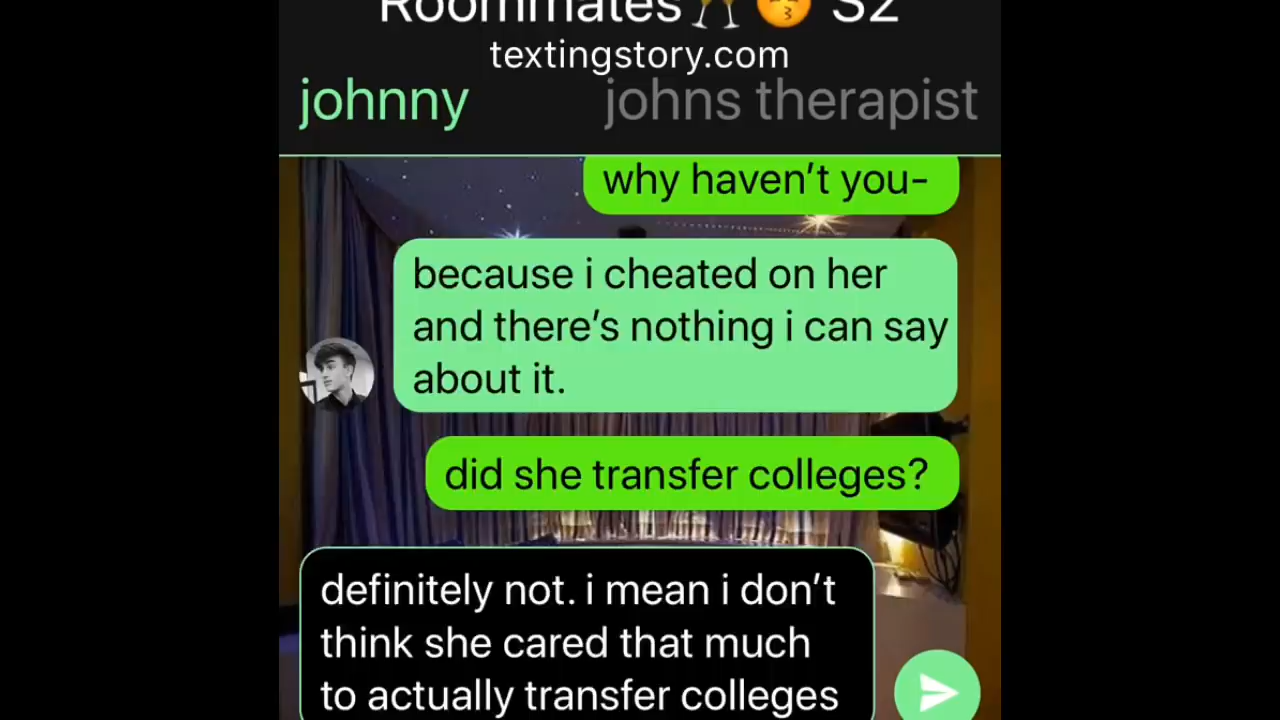 Roommates🥂😚 S2
textingstory.com
johnny johns therapist
why haven't you-
because i cheated on her
and there's nothing i can say
about it.
did she transfer colleges?
definitely not. i mean i don't
think she cared that much
to actually transfer colleges